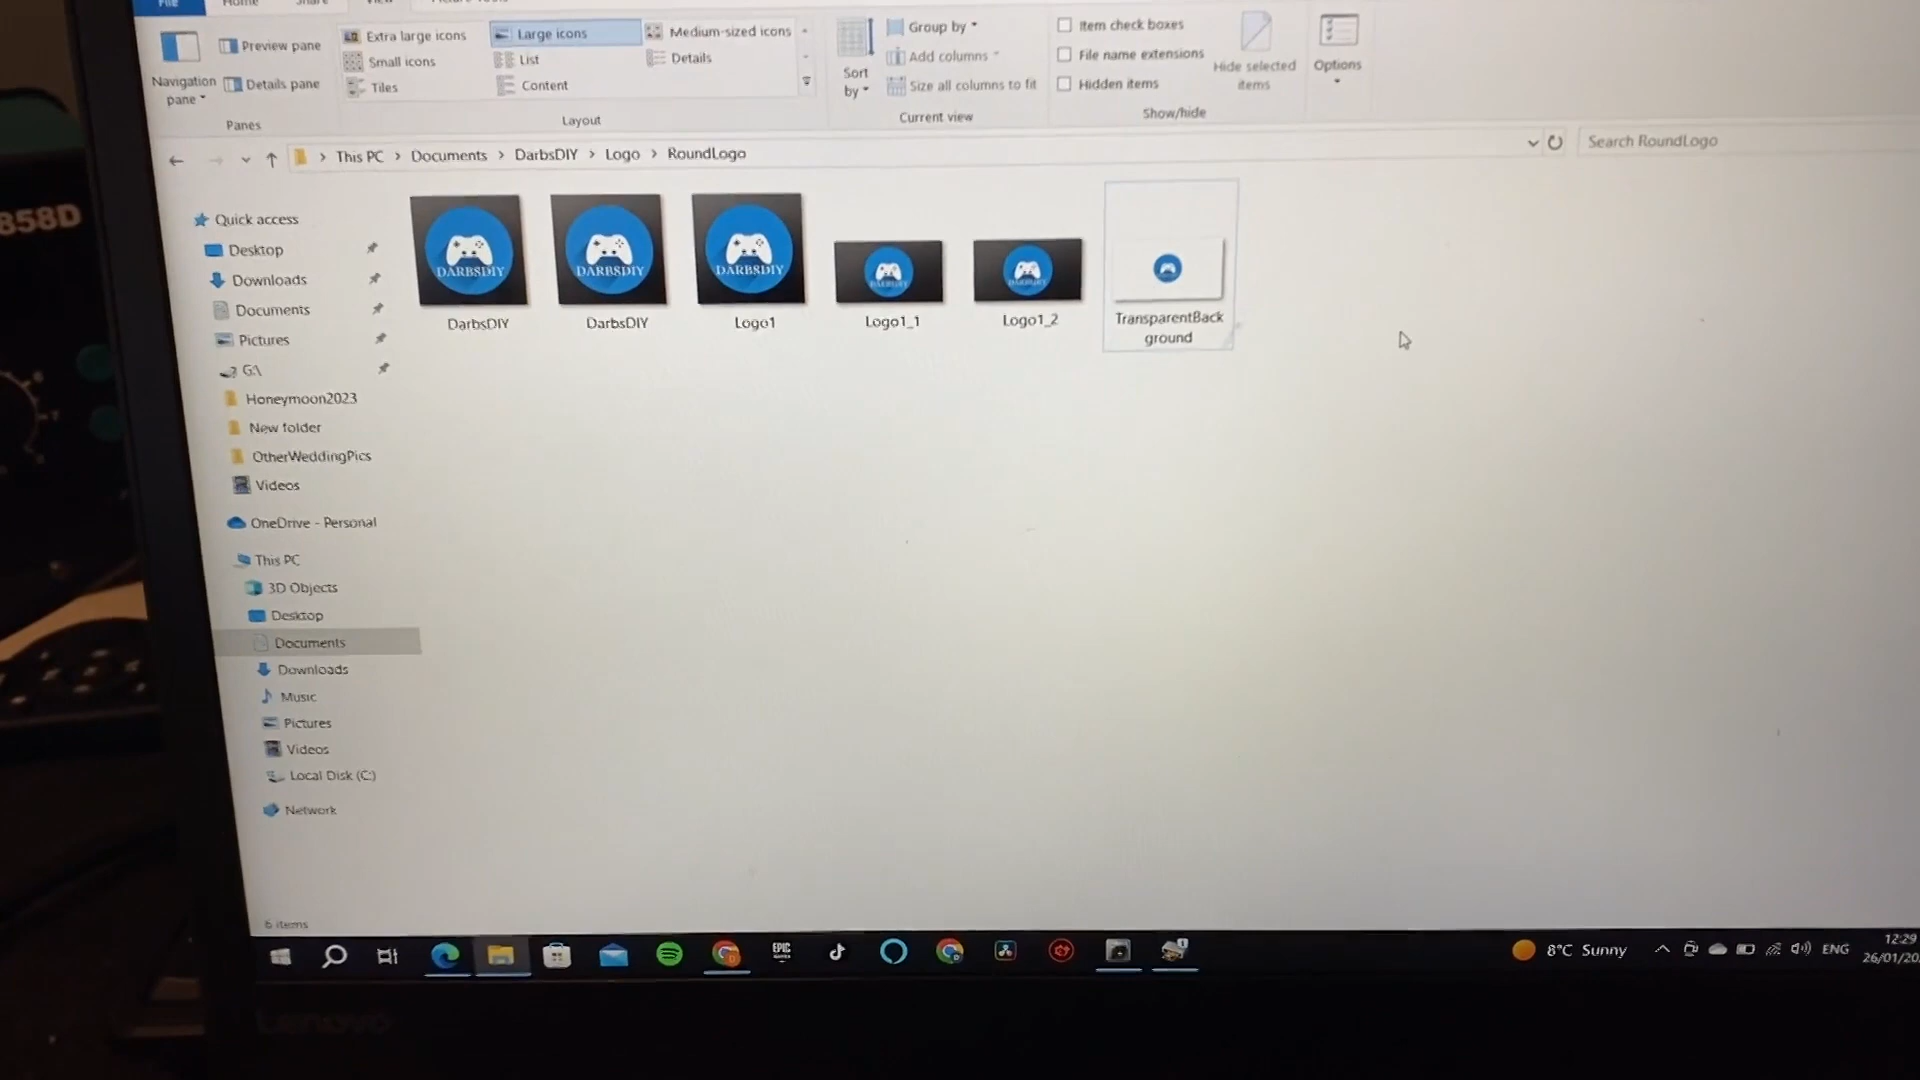 File
Home
Share
View
Navigation
pane
Preview pane
Details pane
Panes
Extra large icons
Large icons
Medium-sized icons
Small icons
List
Details
Tiles
Content
Layout
Sort
by
Group by
Add columns
Size all columns to fit
Current view
Item check boxes
File name extensions
Hidden items
Hide selected
items
Show/hide
Options
This PC > Documents > DarbsDIY > Logo > RoundLogo
Search RoundLogo
858D
Quick access
Desktop
Downloads
Documents
Pictures
G:\
Honeymoon2023
New folder
OtherWeddingPics
Videos
OneDrive - Personal
This PC
3D Objects
Desktop
Documents
Downloads
Music
Pictures
Videos
Local Disk (C:)
Network
DARBSDIY
DarbsDIY
DARBSDIY
DarbsDIY
DARBSDIY
Logo1
DARBSDIY
Logo1_1
DARBSDIY
Logo1_2
TransparentBack
ground
6 items
EPIC
GAMES
8°C Sunny
ENG
12:29
26/01/20
Lenovo